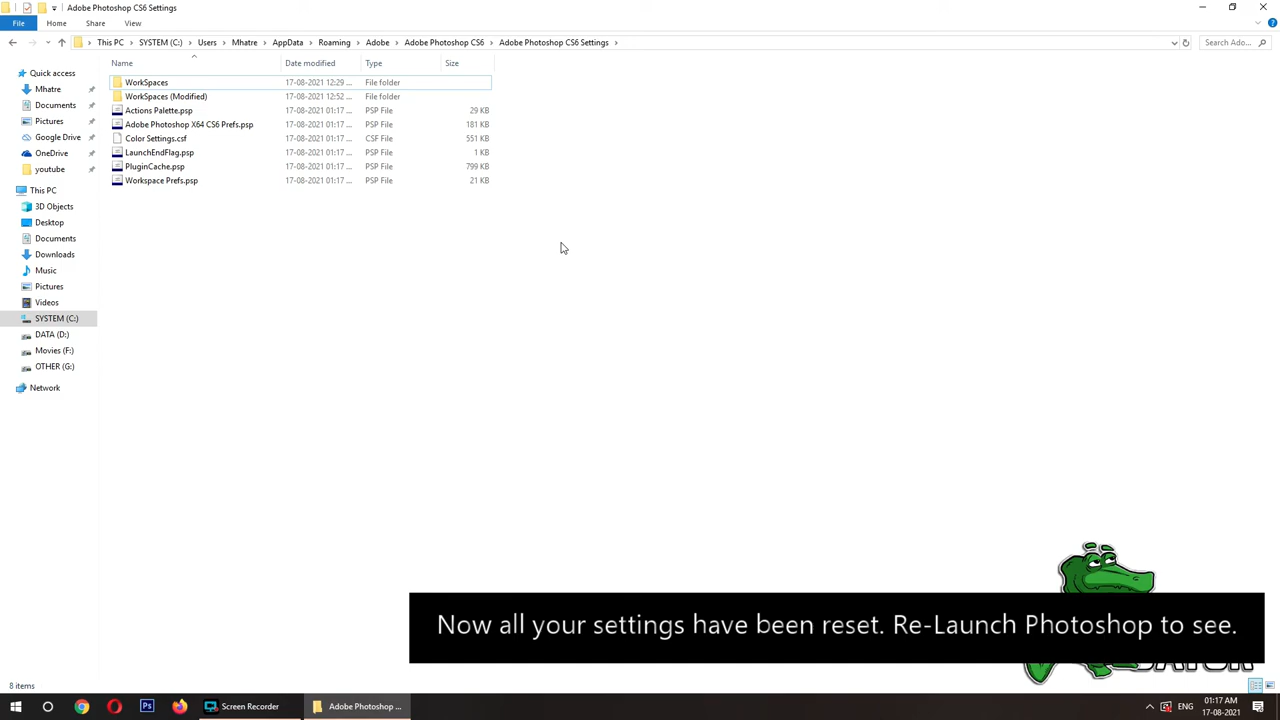 Adobe Photoshop CS6 Settings
File Home Share View
This PC SYSTEM (C:) Users Mhatre AppData Roaming Adobe Adobe Photoshop CS6 Adobe Photoshop CS6 Settings
Search Ado...
Name Date modified Type Size
WorkSpaces 17-08-2021 12:29 ... File folder
WorkSpaces (Modified) 17-08-2021 12:52 ... File folder
Actions Palette.psp 17-08-2021 01:17 ... PSP File 29 KB
Adobe Photoshop X64 CS6 Prefs.psp 17-08-2021 01:17 ... PSP File 181 KB
Color Settings.csf 17-08-2021 01:17 ... CSF File 551 KB
LaunchEndFlag.psp 17-08-2021 01:17 ... PSP File 1 KB
PluginCache.psp 17-08-2021 01:17 ... PSP File 799 KB
Workspace Prefs.psp 17-08-2021 01:17 ... PSP File 21 KB
Quick access
Mhatre
Documents
Pictures
Google Drive
OneDrive
youtube
This PC
3D Objects
Desktop
Documents
Downloads
Music
Pictures
Videos
SYSTEM (C:)
DATA (D:)
Movies (F:)
OTHER (G:)
Network
Now all your settings have been reset. Re-Launch Photoshop to see.
8 items
Ps
Screen Recorder
Adobe Photoshop ...
ENG
01:17 AM
17-08-2021